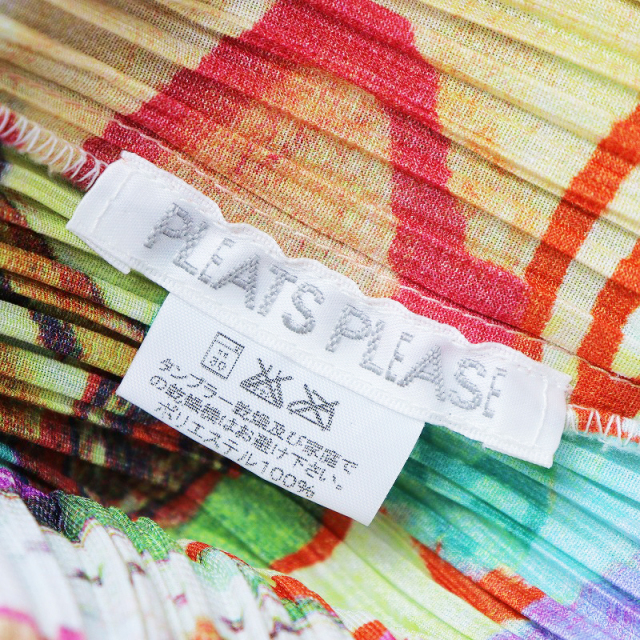 PLEATS PLEASE
タンブラー乾燥及び家庭で
の乾燥機はお避け下さい。
ポリエステル100%